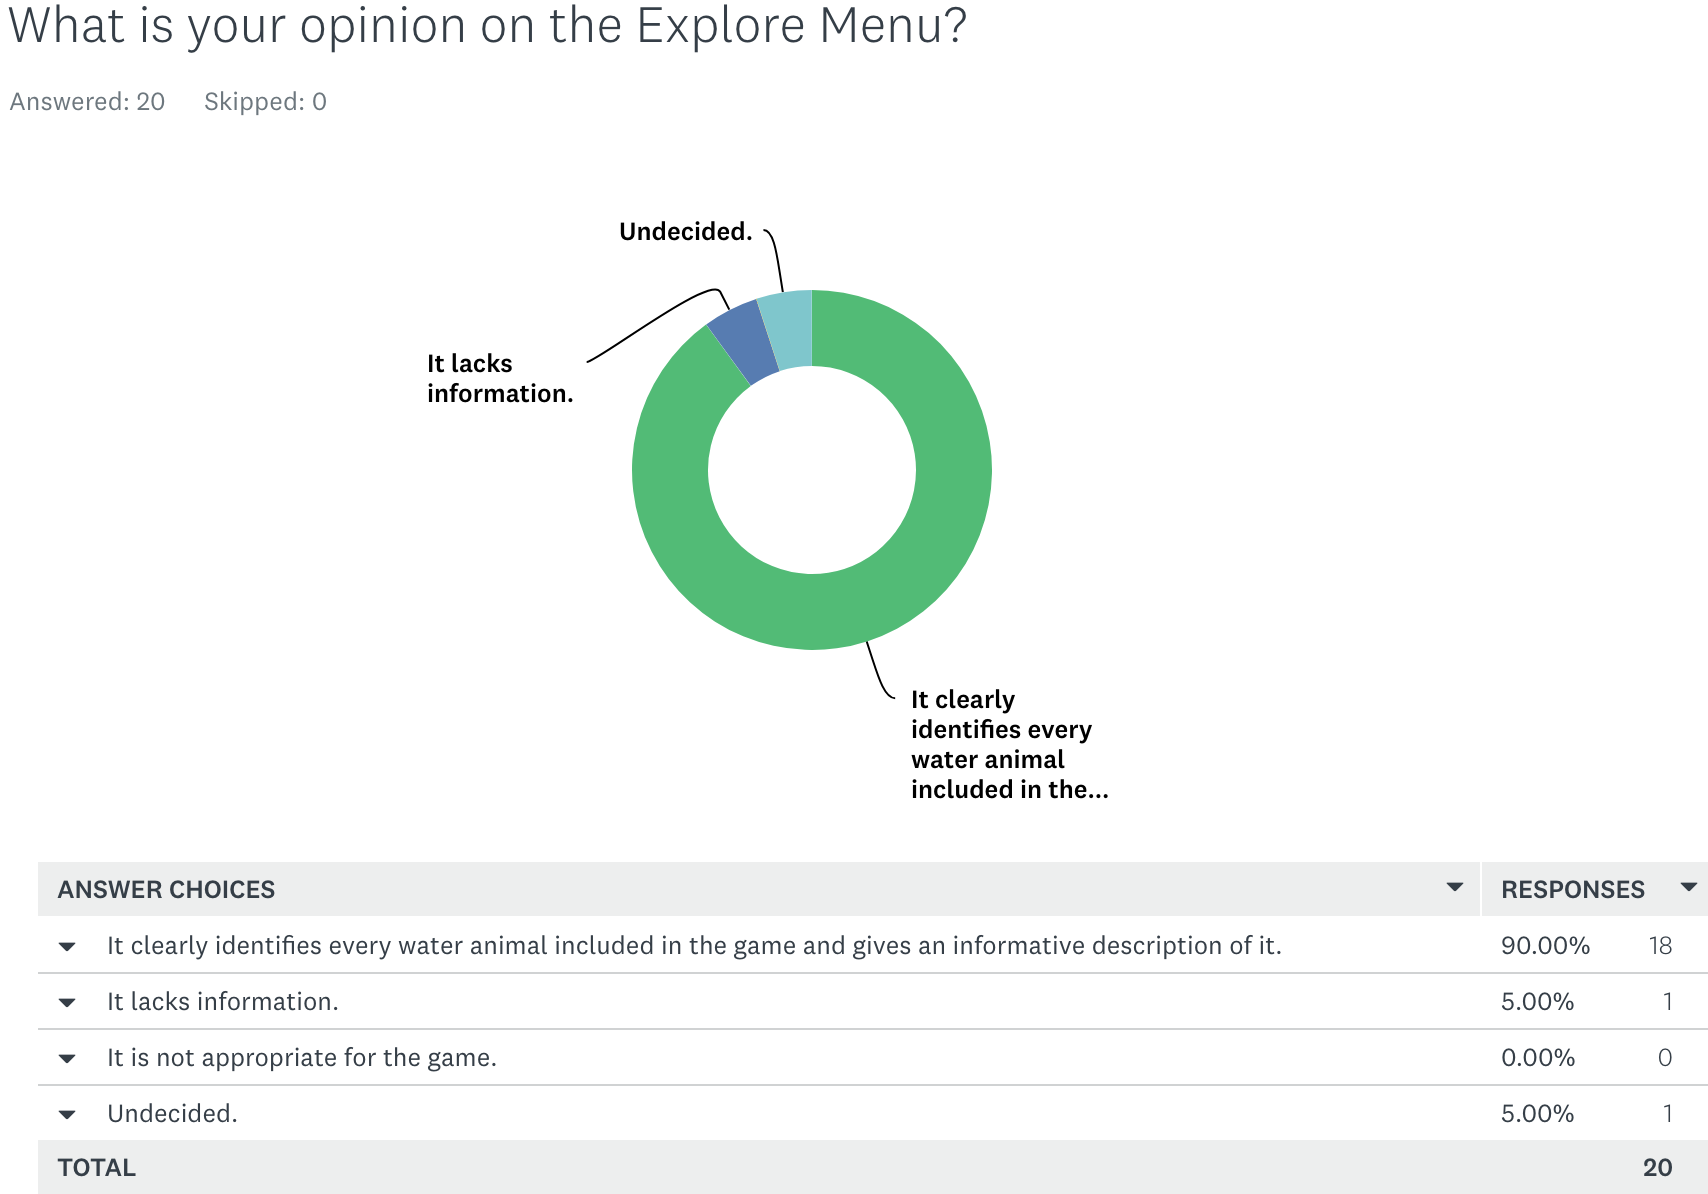 What is your opinion on the Explore Menu?
Answered: 20 Skipped: 0
Undecided.
It lacks
information.
It clearly
identifies every
water animal
included in the...
ANSWER CHOICES RESPONSES
It clearly identifies every water animal included in the game and gives an informative description of it. 90.00% 18
It lacks information. 5.00% 1
It is not appropriate for the game. 0.00% 0
Undecided. 5.00% 1
TOTAL 20